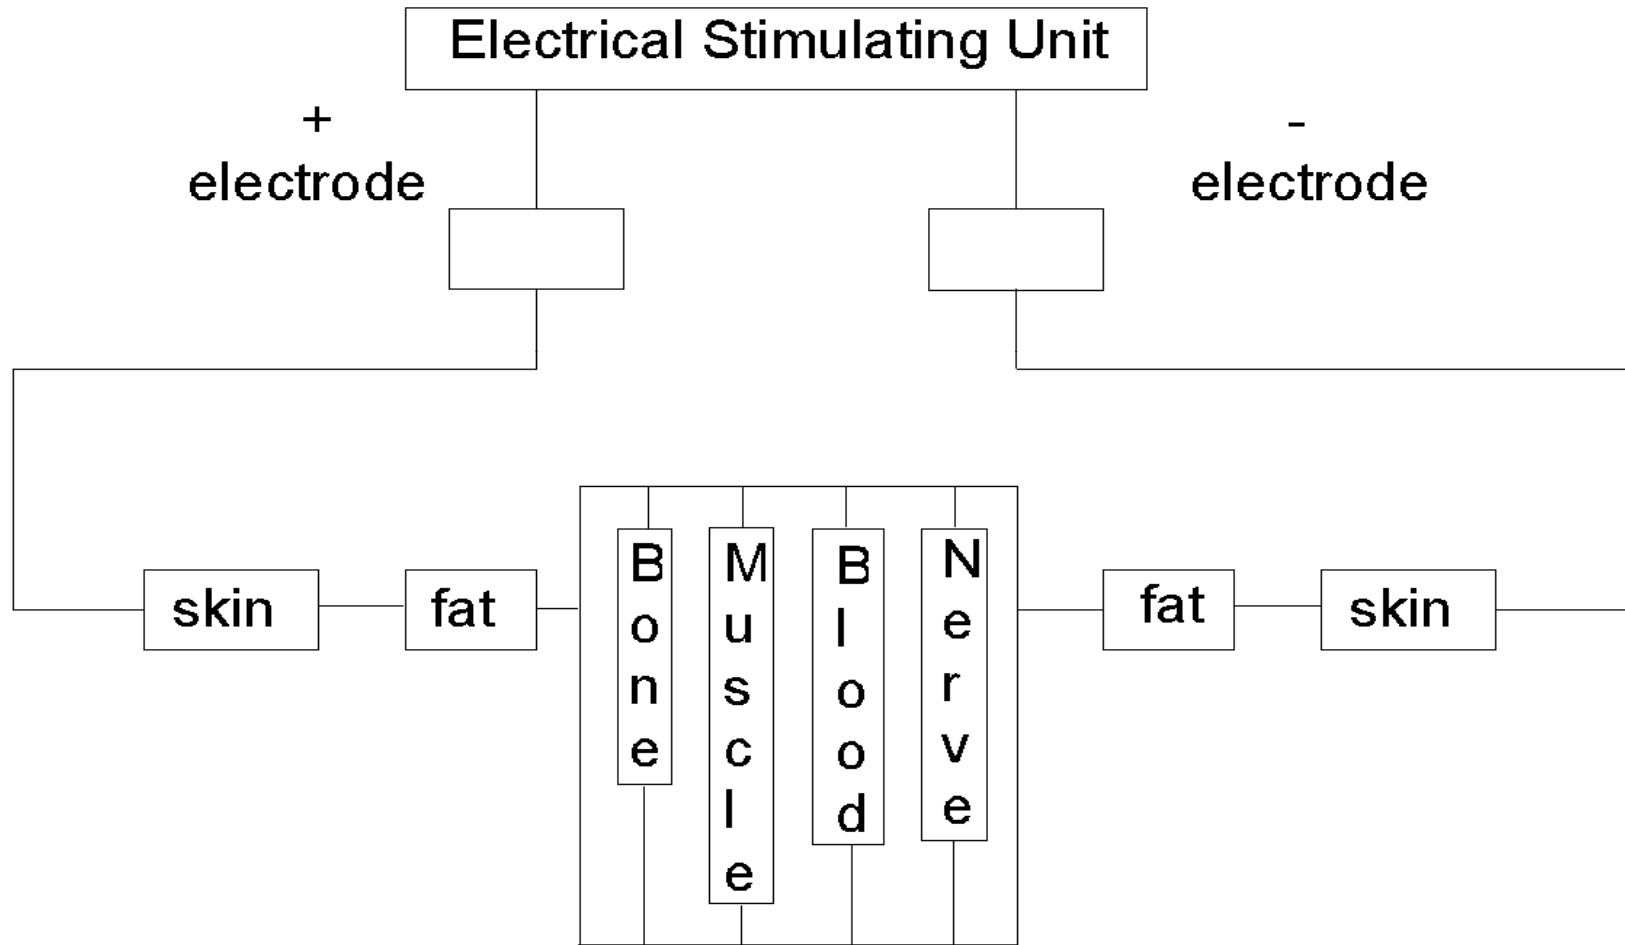 Electrical Stimulating Unit
+
electrode
-
electrode
skin
fat
Bone
Muscle
Blood
Nerve
fat
skin